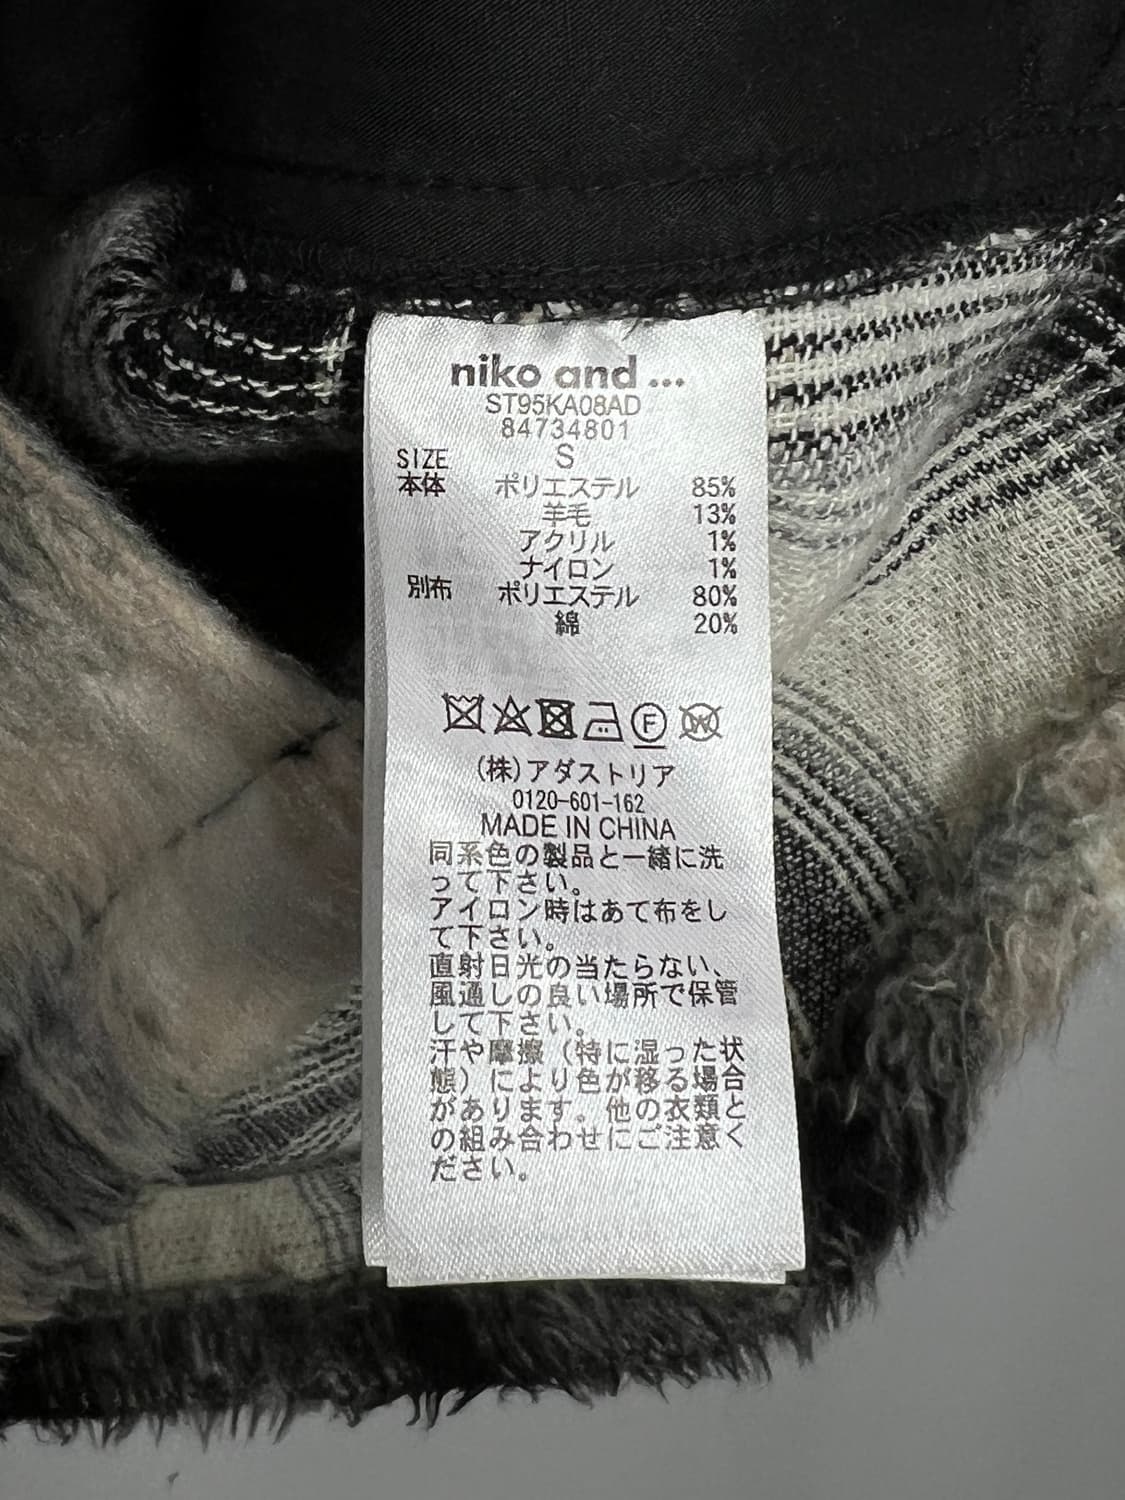 niko and ...
ST95KA08AD
84734801
SIZE S
本体 ポリエステル 85%
羊毛 13%
アクリル 1%
ナイロン 1%
別布 ポリエステル 80%
綿 20%
F W
(株)アダストリア
0120-601-162
MADE IN CHINA
同系色の製品と一緒に洗
って下さい。
アイロン時はあて布をし
て下さい。
直射日光の当たらない、
風通しの良い場所で保管
して下さい。
汗や摩擦(特に湿った状
態)により色が移る場合
があります。他の衣類と
の組み合わせにご注意く
ださい。